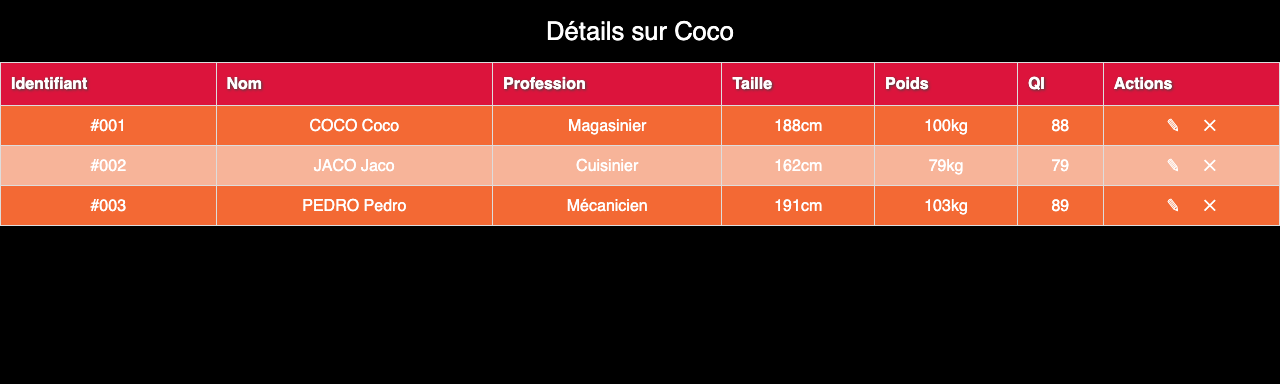 Détails sur Coco
Identifiant Nom Profession Taille Poids QI Actions
#001 COCO Coco Magasinier 188cm 100kg 88 ✎ ✕
#002 JACO Jaco Cuisinier 162cm 79kg 79 ✎ ✕
#003 PEDRO Pedro Mécanicien 191cm 103kg 89 ✎ ✕